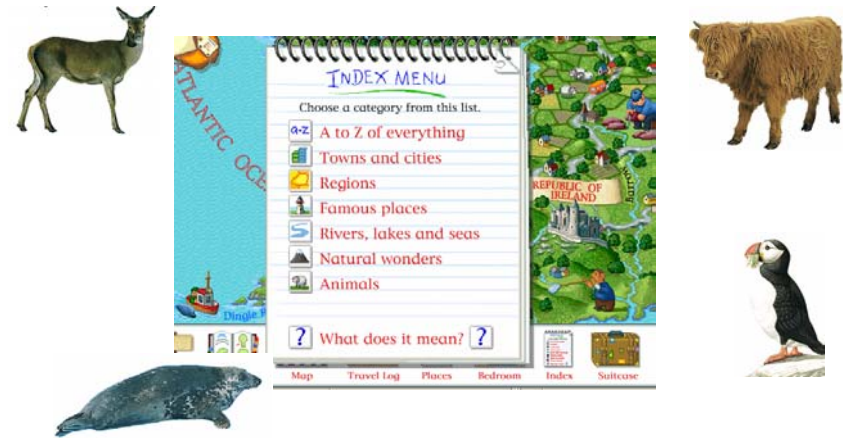 INDEX MENU
Choose a category from this list.
a-z A to Z of everything
Towns and cities
Regions
Famous places
Rivers, lakes and seas
Natural wonders
Animals
? What does it mean? ?
ATLANTIC
REPUBLIC OF
IRELAND
Dingle
Map Travel Log Places Bedroom Index Suitcase